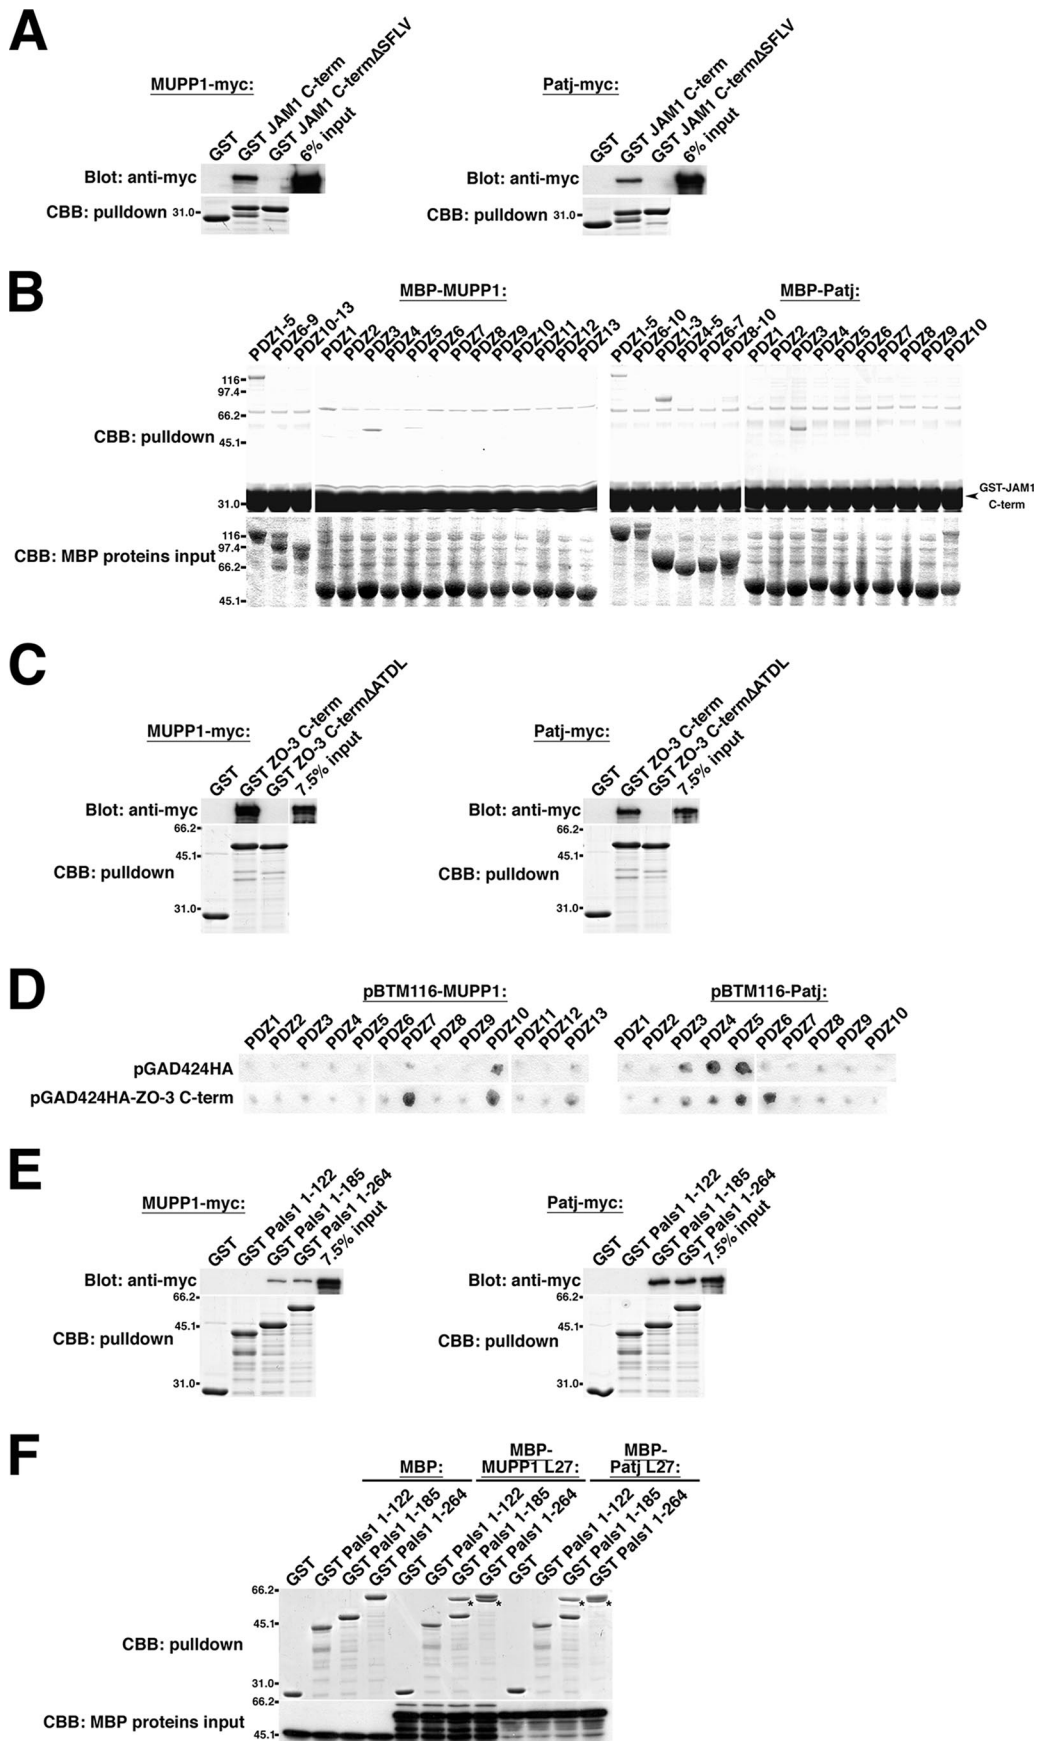 A
MUPP1-myc:
GST
GST JAM1 C-term
GST JAM1 C-termΔSFLV
6% input
Blot: anti-myc
CBB: pulldown
31.0
Patj-myc:
GST
GST JAM1 C-term
GST JAM1 C-termΔSFLV
6% input
Blot: anti-myc
CBB: pulldown
31.0
B
MBP-MUPP1:
PDZ1-5
PDZ6-9
PDZ10-13
PDZ1
PDZ2
PDZ3
PDZ4
PDZ5
PDZ6
PDZ7
PDZ8
PDZ9
PDZ10
PDZ11
PDZ12
PDZ13
MBP-Patj:
PDZ1-5
PDZ6-10
PDZ1-3
PDZ4-5
PDZ6-7
PDZ8-10
PDZ1
PDZ2
PDZ3
PDZ4
PDZ5
PDZ6
PDZ7
PDZ8
PDZ9
PDZ10
CBB: pulldown
116
97.4
66.2
45.1
31.0
GST-JAM1
C-term
CBB: MBP proteins input
116
97.4
66.2
45.1
C
MUPP1-myc:
GST
GST ZO-3 C-term
GST ZO-3 C-termΔATDL
7.5% input
Blot: anti-myc
66.2
45.1
CBB: pulldown
31.0
Patj-myc:
GST
GST ZO-3 C-term
GST ZO-3 C-termΔATDL
7.5% input
Blot: anti-myc
66.2
45.1
CBB: pulldown
31.0
D
pBTM116-MUPP1:
PDZ1
PDZ2
PDZ3
PDZ4
PDZ5
PDZ6
PDZ7
PDZ8
PDZ9
PDZ10
PDZ11
PDZ12
PDZ13
pBTM116-Patj:
PDZ1
PDZ2
PDZ3
PDZ4
PDZ5
PDZ6
PDZ7
PDZ8
PDZ9
PDZ10
pGAD424HA
pGAD424HA-ZO-3 C-term
E
MUPP1-myc:
GST
GST Pals1 1-122
GST Pals1 1-185
GST Pals1 1-264
7.5% input
Blot: anti-myc
66.2
45.1
CBB: pulldown
31.0
Patj-myc:
GST
GST Pals1 1-122
GST Pals1 1-185
GST Pals1 1-264
7.5% input
Blot: anti-myc
66.2
45.1
CBB: pulldown
31.0
F
MBP:
MBP-
MUPP1 L27:
MBP-
Patj L27:
GST
GST Pals1 1-122
GST Pals1 1-185
GST Pals1 1-264
GST
GST Pals1 1-122
GST Pals1 1-185
GST Pals1 1-264
GST
GST Pals1 1-122
GST Pals1 1-185
GST Pals1 1-264
66.2
* * * *
45.1
CBB: pulldown
31.0
66.2
CBB: MBP proteins input
45.1